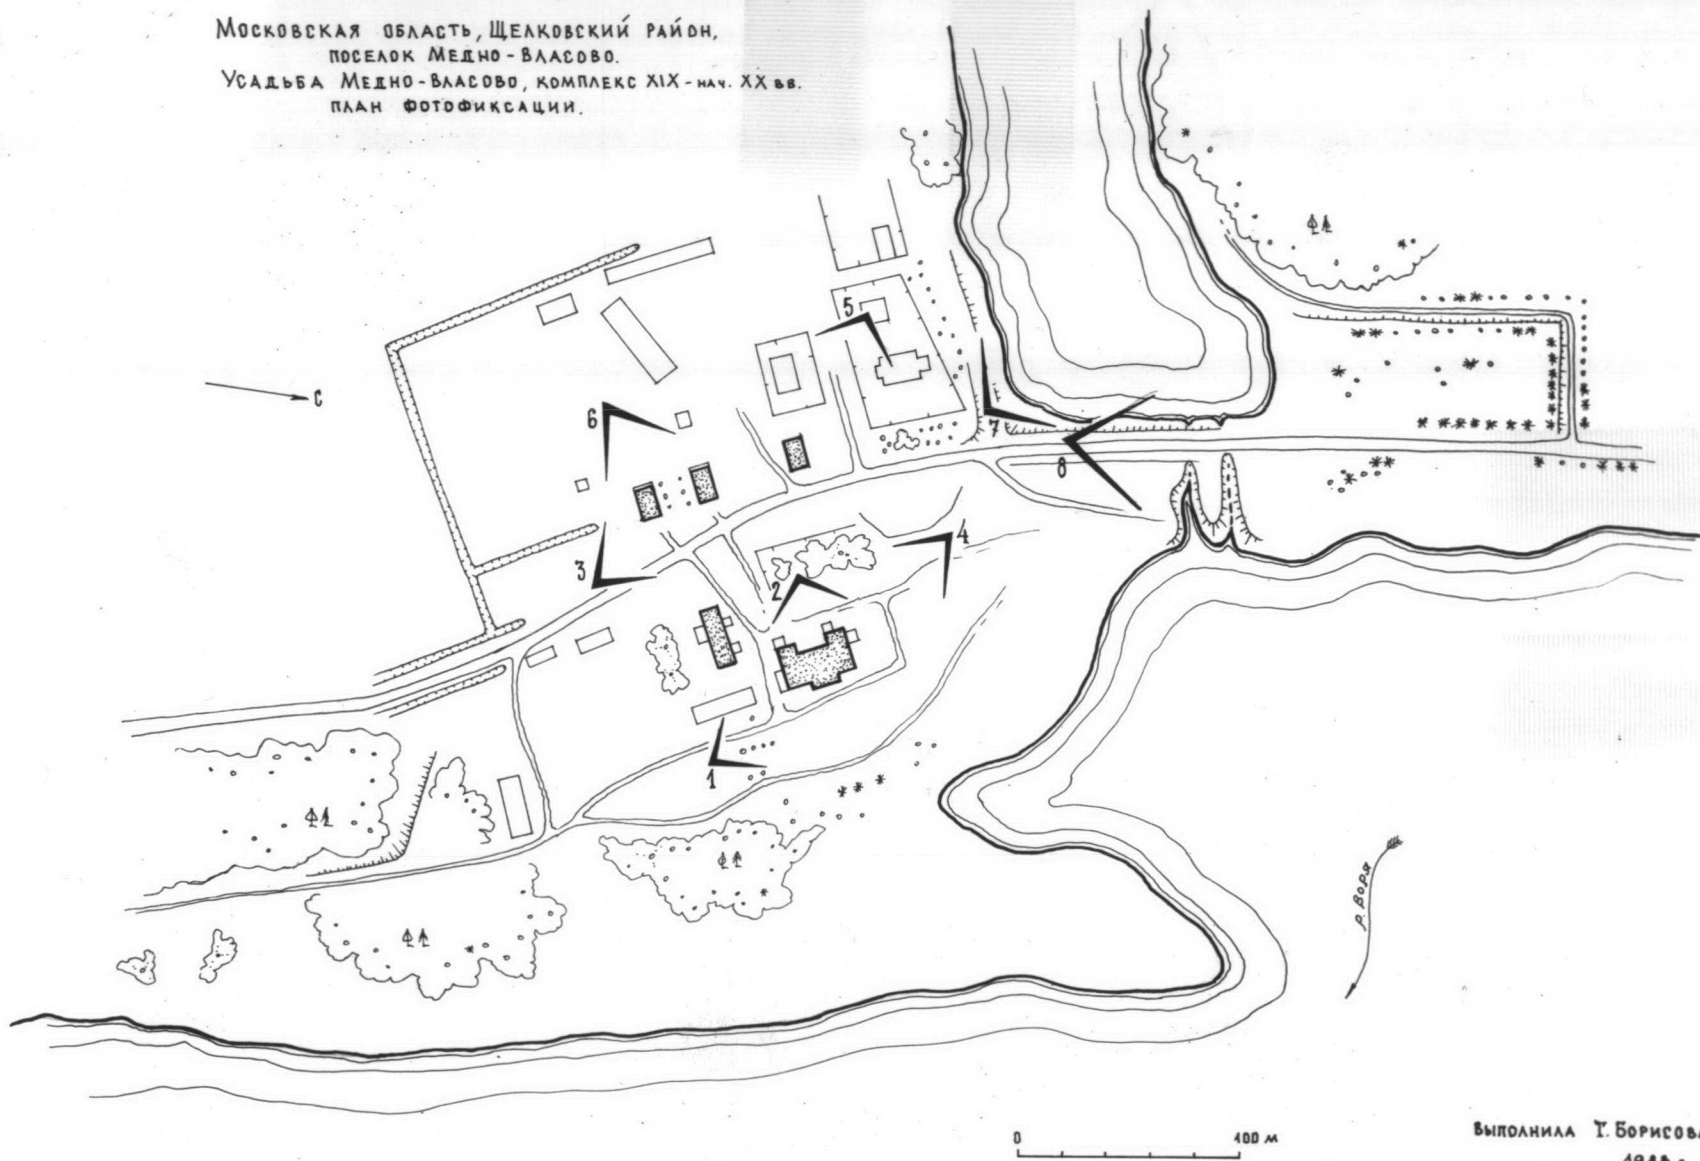 Московская область, Щелковский район,
поселок Медно-Власово.
Усадьба Медно-Власово, комплекс XIX - нач. XX вв.
план фотофиксации.
С
5
6
7
8
4
3
2
1
р. Воря
0 100 м
Выполнила Т. Борисова